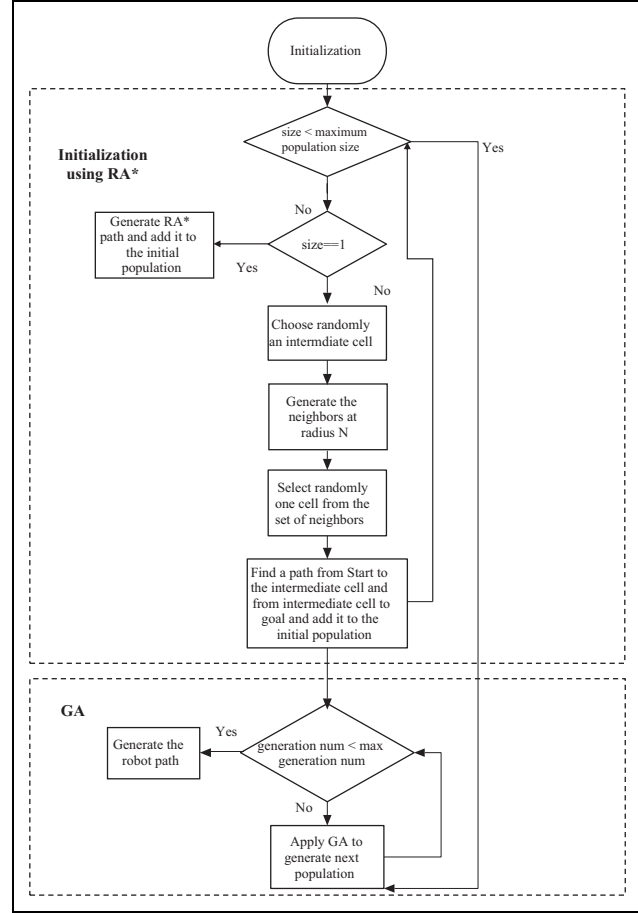 Initialization
size < maximum
population size
Yes
Initialization
using RA*
No
Generate RA*
path and add it to
the initial
population
size==1
Yes
No
Choose randomly
an intermdiate cell
Generate the
neighbors at
radius N
Select randomly
one cell from the
set of neighbors
Find a path from Start to
the intermediate cell and
from intermediate cell to
goal and add it to the
initial population
GA
Yes
Generate the
robot path
generation num < max
generation num
No
Apply GA to
generate next
population